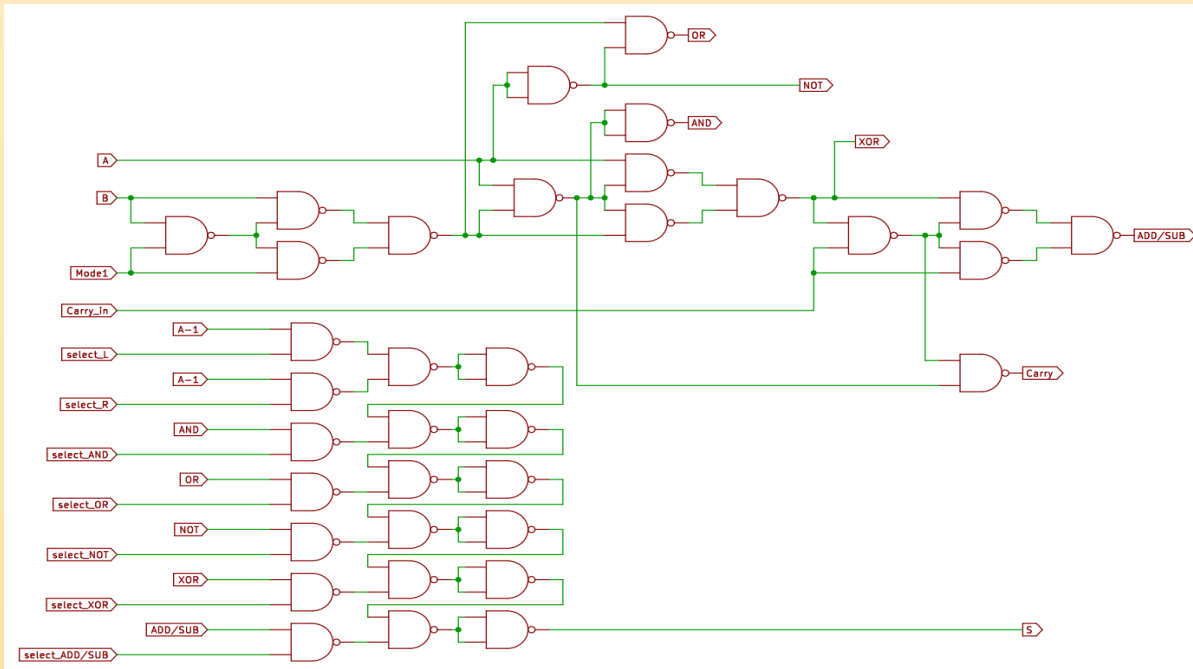 OR
NOT
AND
A
XOR
B
ADD/SUB
Mode1
Carry_in
A-1
select_L
Carry
A-1
select_R
AND
select_AND
OR
select_OR
NOT
select_NOT
XOR
select_XOR
ADD/SUB
S
select_ADD/SUB